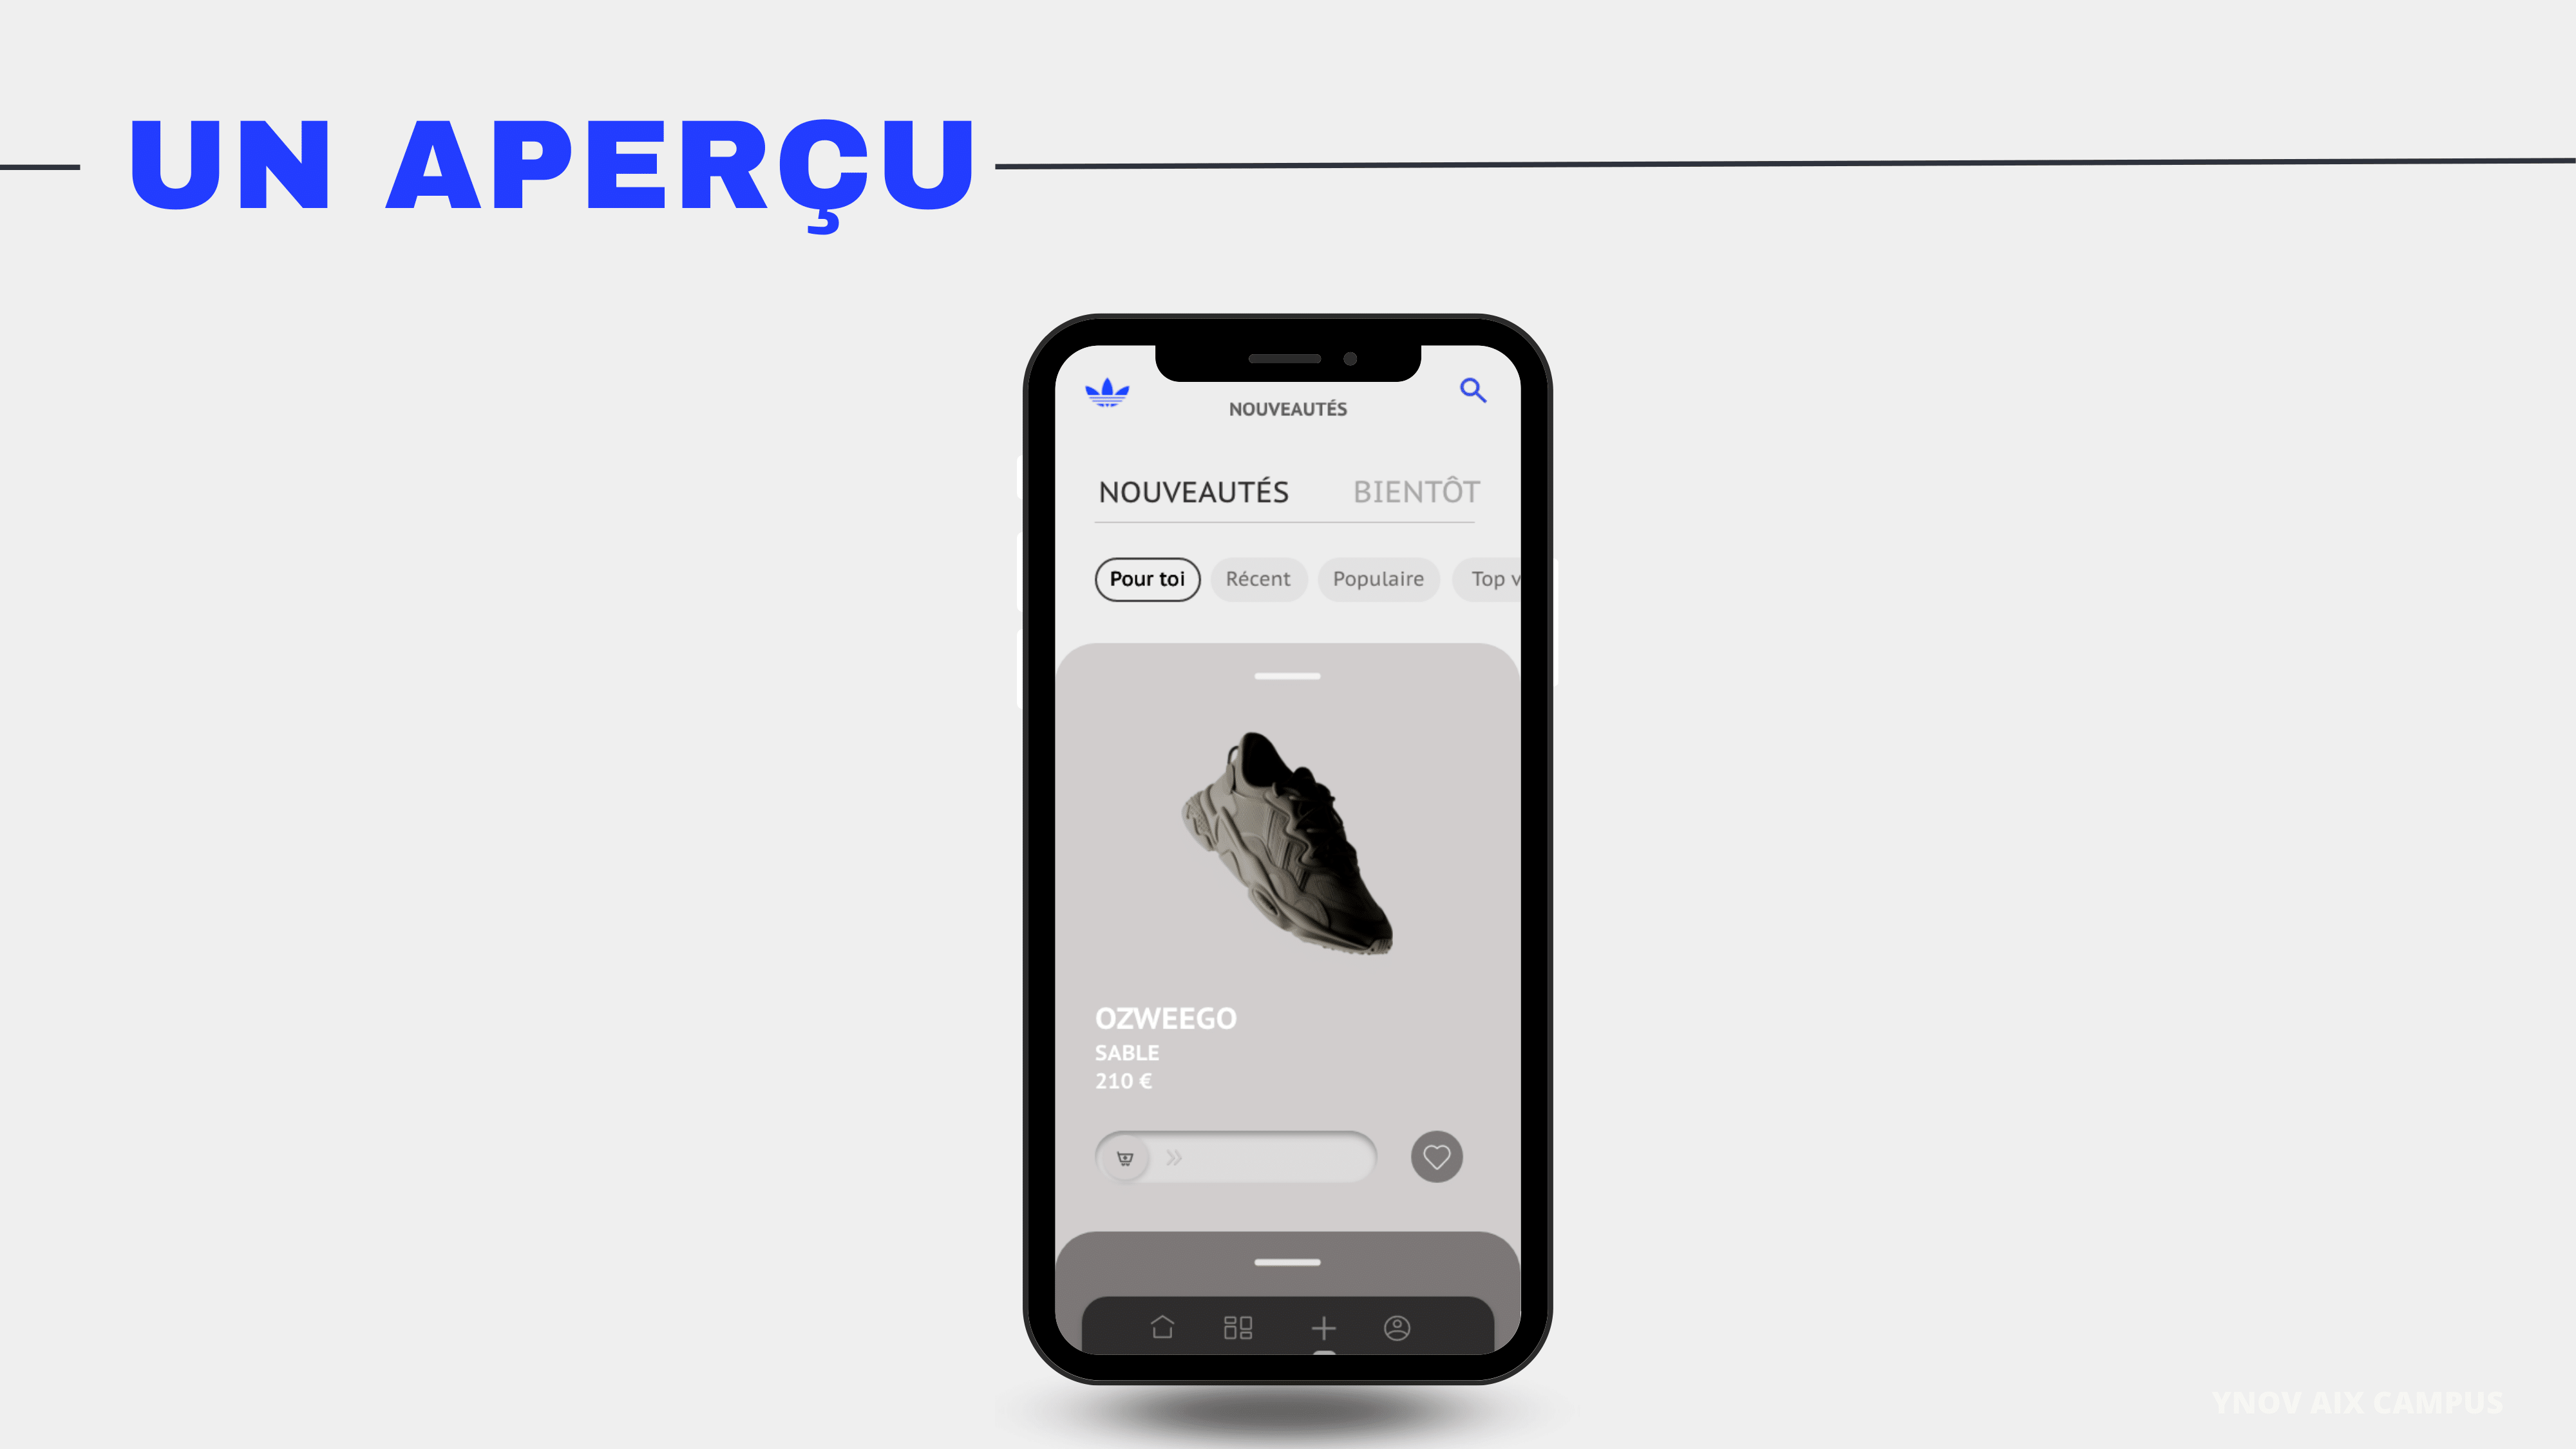 UN APERÇU
NOUVEAUTÉS
NOUVEAUTÉS BIENTÔT
Pour toi Récent Populaire Top v
OZWEEGO
SABLE
210 €
YNOV AIX CAMPUS